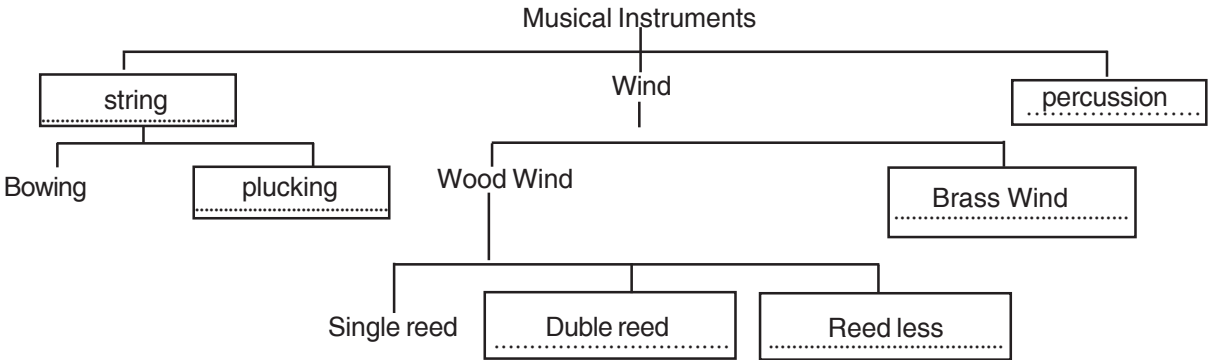 Musical Instruments
string
Wind
percussion
Bowing
plucking
Wood Wind
Brass Wind
Single reed
Duble reed
Reed less